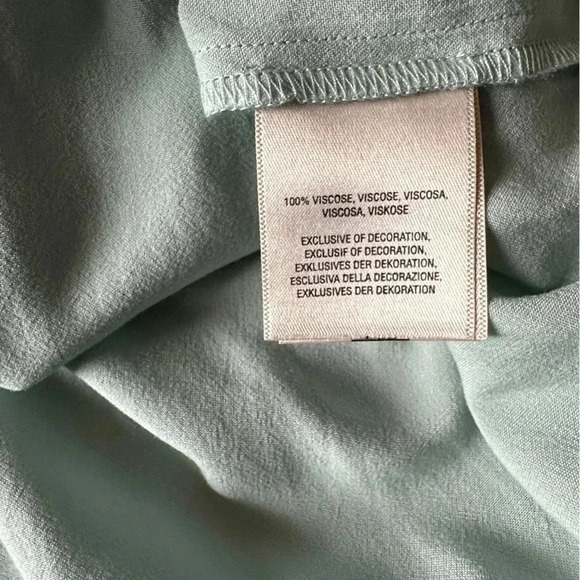 100% VISCOSE, VISCOSE, VISCOSA,
VISCOSA, VISKOSE
EXCLUSIVE OF DECORATION,
EXCLUSIF OF DECORATION,
EXKLUSIVES DER DEKORATION,
ESCLUSIVA DELLA DECORAZIONE,
EXKLUSIVES DER DEKORATION